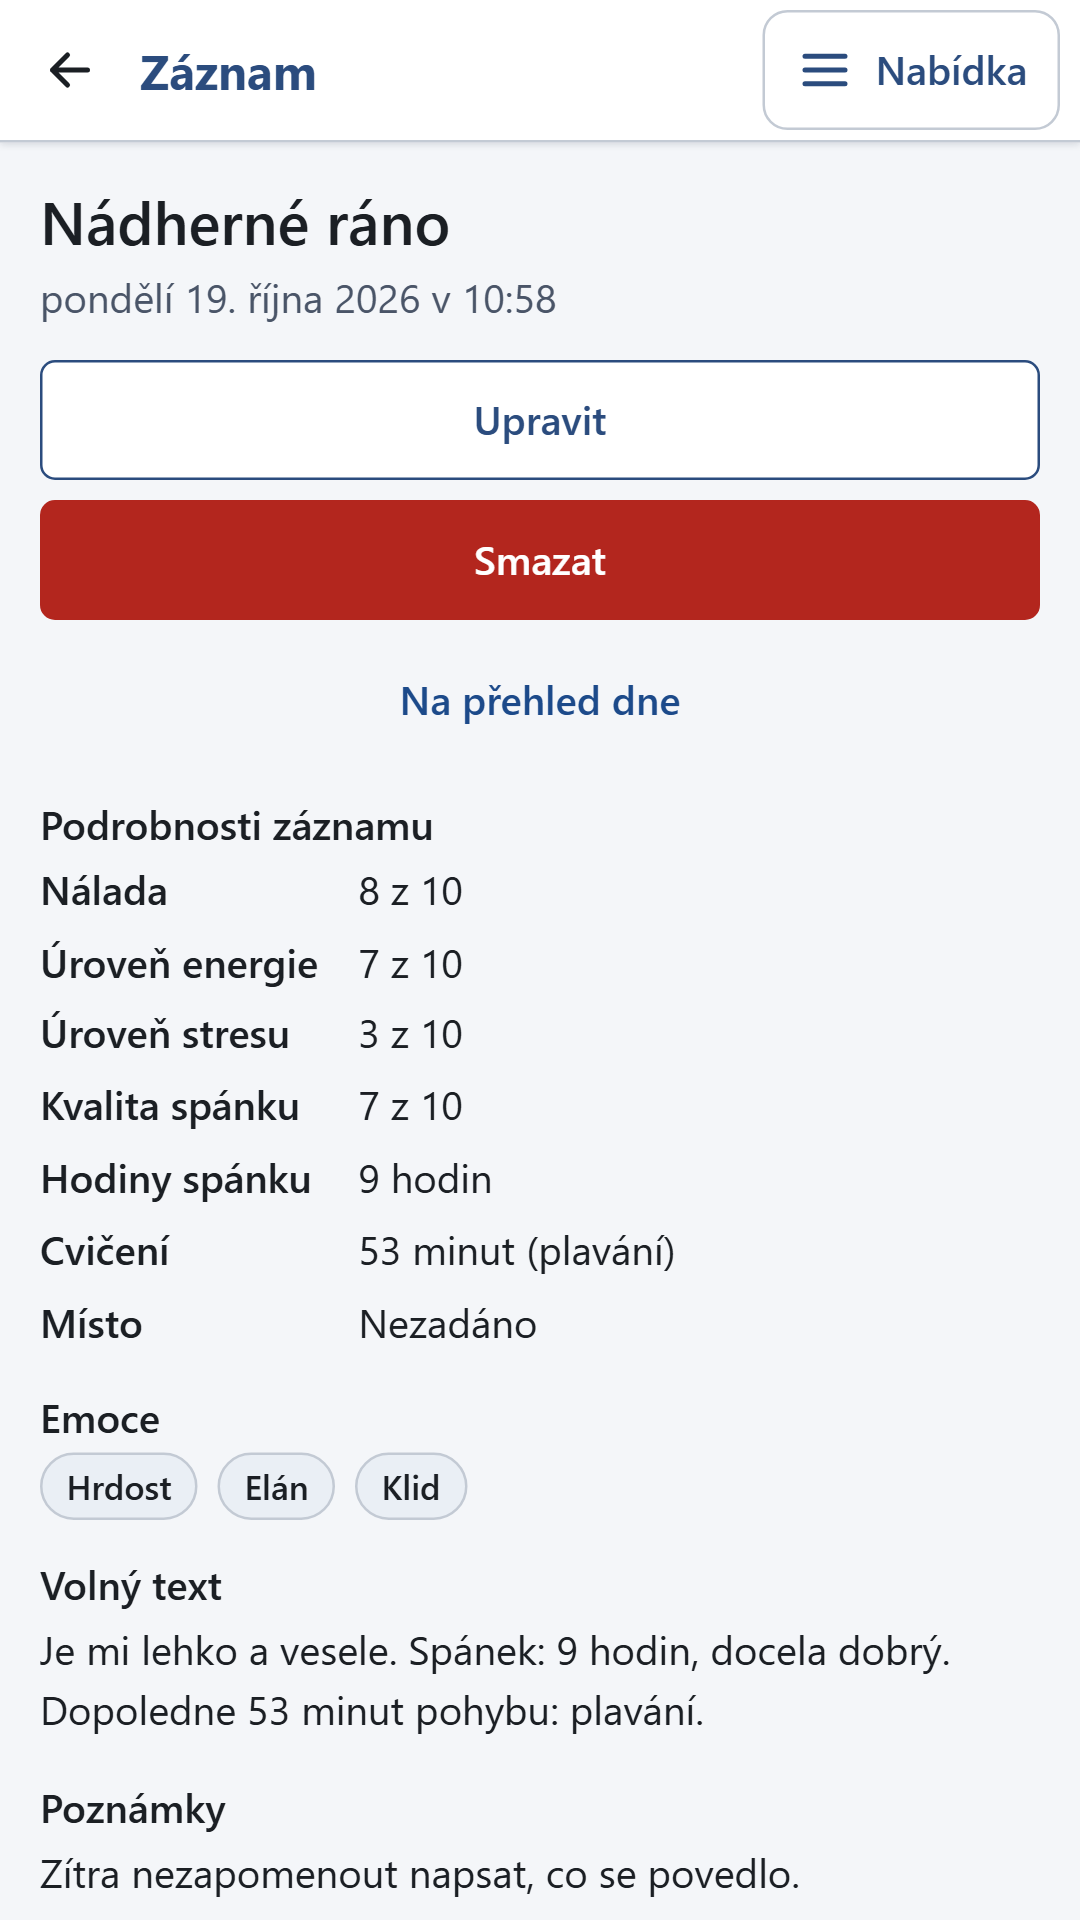 Záznam
Nabídka
Nádherné ráno
pondělí 19. října 2026 v 10:58
Upravit
Smazat
Na přehled dne
Podrobnosti záznamu
Nálada 8 z 10
Úroveň energie 7 z 10
Úroveň stresu 3 z 10
Kvalita spánku 7 z 10
Hodiny spánku 9 hodin
Cvičení 53 minut (plavání)
Místo Nezadáno
Emoce
Hrdost Elán Klid
Volný text
Je mi lehko a vesele. Spánek: 9 hodin, docela dobrý.
Dopoledne 53 minut pohybu: plavání.
Poznámky
Zítra nezapomenout napsat, co se povedlo.